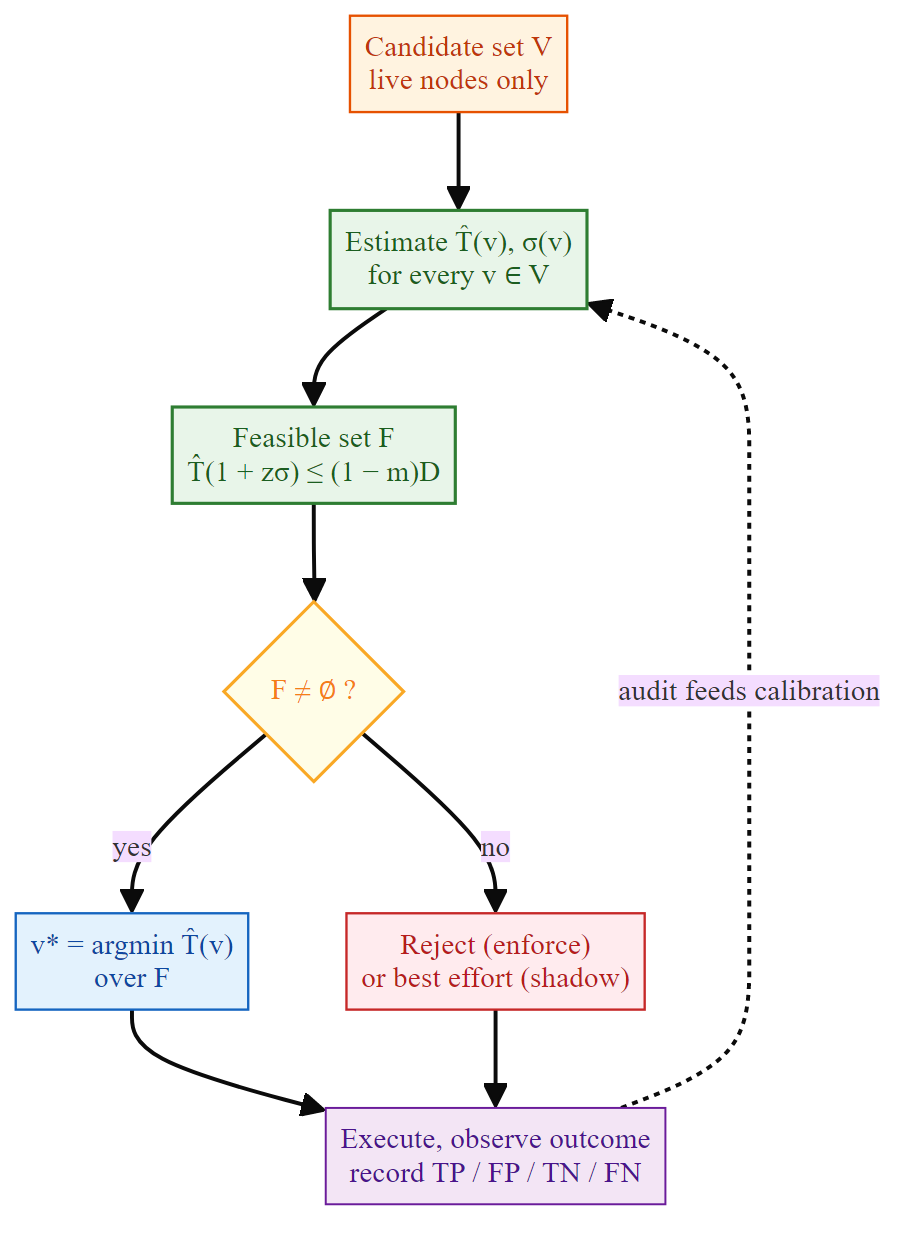 Candidate set V
live nodes only
Estimate T̂(v), σ(v)
for every v ∈ V
Feasible set F
T̂(1 + zσ) ≤ (1 − m)D
F ≠ ∅ ?
audit feeds calibration
yes
no
v* = argmin T̂(v)
over F
Reject (enforce)
or best effort (shadow)
Execute, observe outcome
record TP / FP / TN / FN